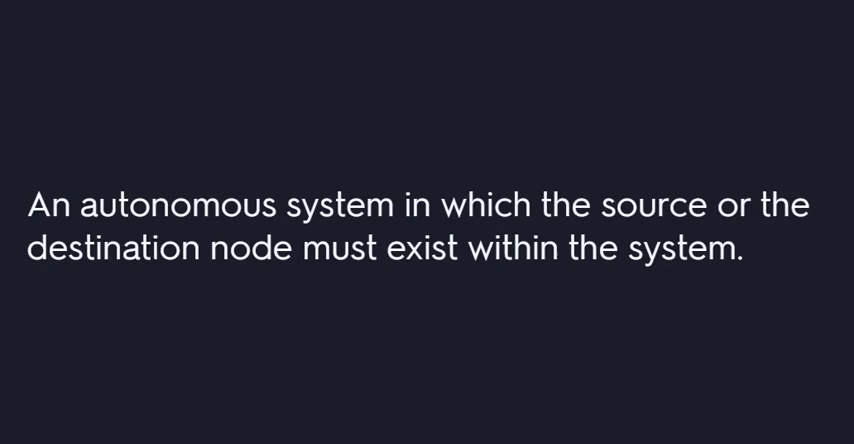 An autonomous system in which the source or the
destination node must exist within the system.